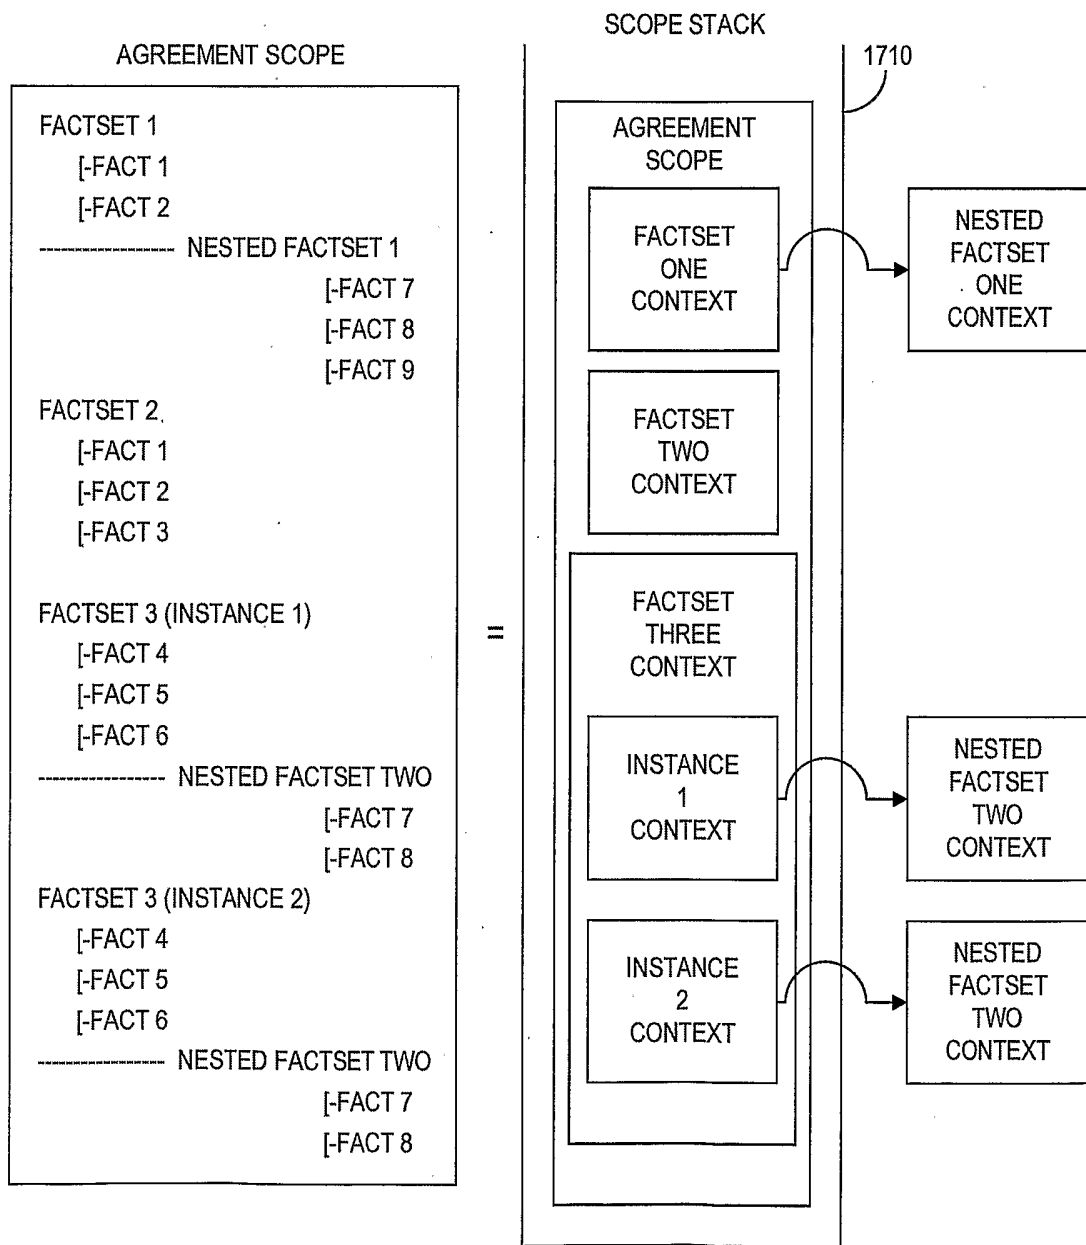 AGREEMENT SCOPE
FACTSET 1
[-FACT 1
[-FACT 2
------------------ NESTED FACTSET 1
[-FACT 7
[-FACT 8
[-FACT 9
FACTSET 2
[-FACT 1
[-FACT 2
[-FACT 3
FACTSET 3 (INSTANCE 1)
[-FACT 4
[-FACT 5
[-FACT 6
------------------ NESTED FACTSET TWO
[-FACT 7
[-FACT 8
FACTSET 3 (INSTANCE 2)
[-FACT 4
[-FACT 5
[-FACT 6
------------------ NESTED FACTSET TWO
[-FACT 7
[-FACT 8
=
SCOPE STACK
1710
AGREEMENT
SCOPE
FACTSET
ONE
CONTEXT
NESTED
FACTSET
ONE
CONTEXT
FACTSET
TWO
CONTEXT
FACTSET
THREE
CONTEXT
INSTANCE
1
CONTEXT
NESTED
FACTSET
TWO
CONTEXT
INSTANCE
2
CONTEXT
NESTED
FACTSET
TWO
CONTEXT